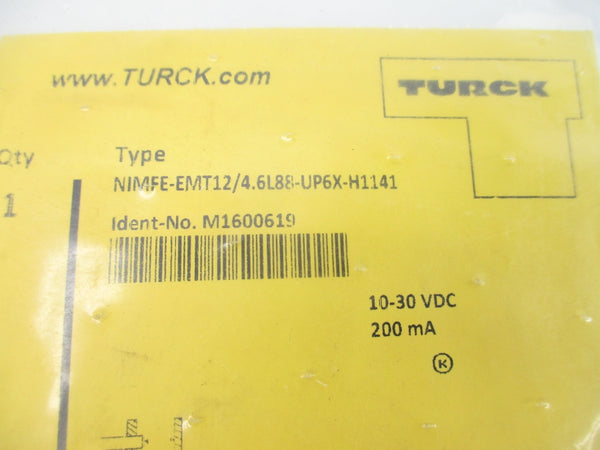 www.TURCK.com
TURCK
Qty
Type
1
NIMFE-EMT12/4.6L88-UP6X-H1141
Ident-No. M1600619
10-30 VDC
200 mA
K